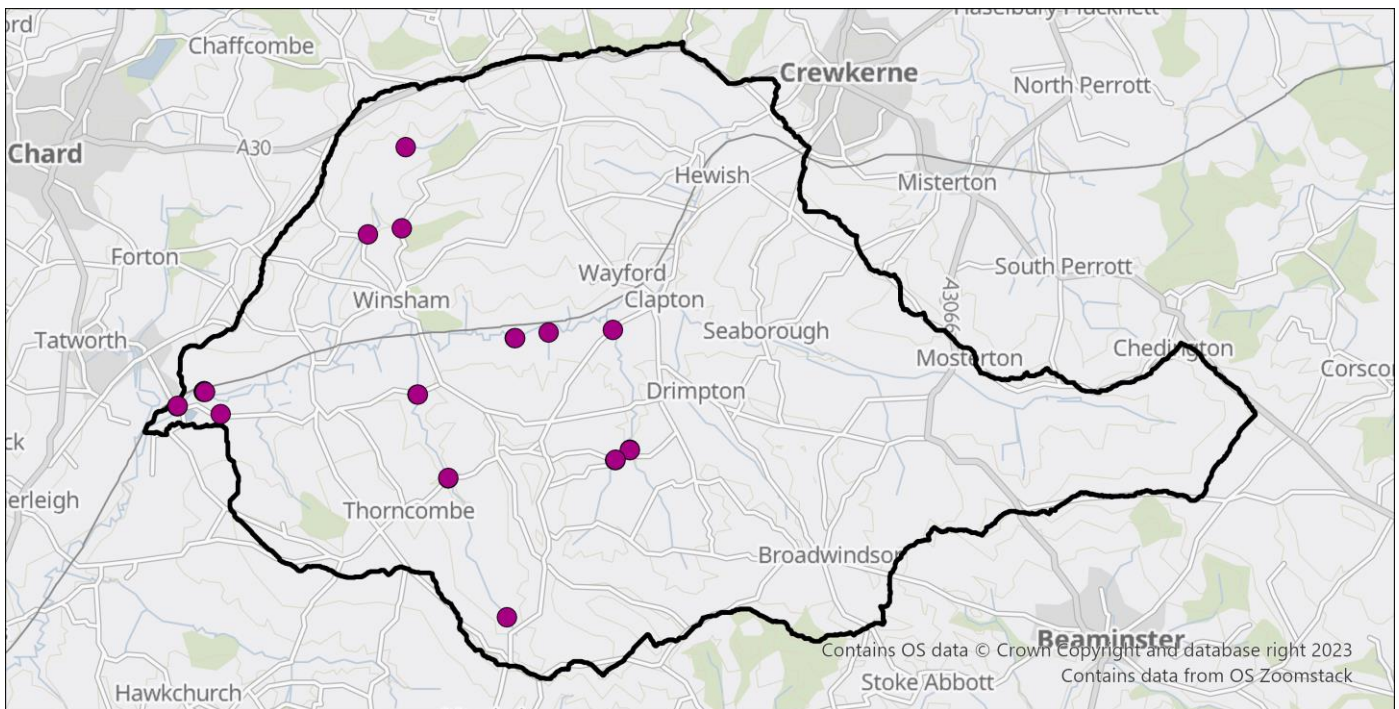 Chaffcombe
Crewkerne
North Perrott
A30
Chard
Hewish
Misterton
Forton
Wayford
South Perrott
Winsham
Clapton
A3066
Tatworth
Seaborough
Mosterton
Chedington
Drimpton
Thorncombe
Broadwindsor
Beaminster
Contains OS data © Crown Copyright and database right 2023
Contains data from OS Zoomstack
Stoke Abbott
Hawkchurch